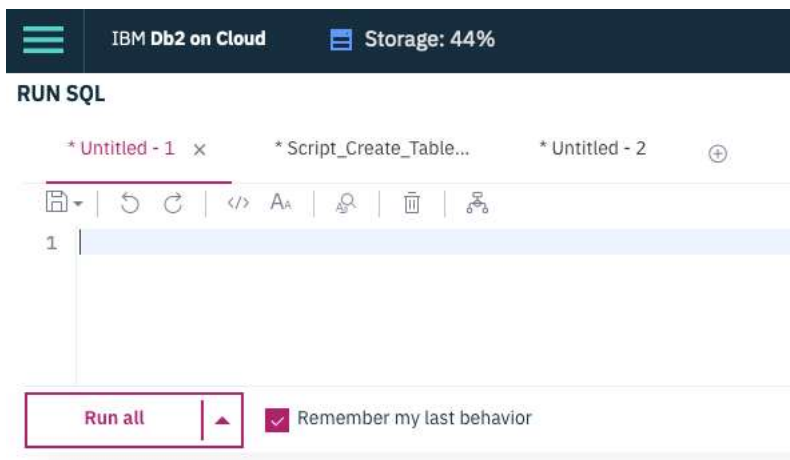 IBM Db2 on Cloud Storage: 44%
RUN SQL
* Untitled - 1 × * Script_Create_Table... * Untitled - 2
1
Run all Remember my last behavior